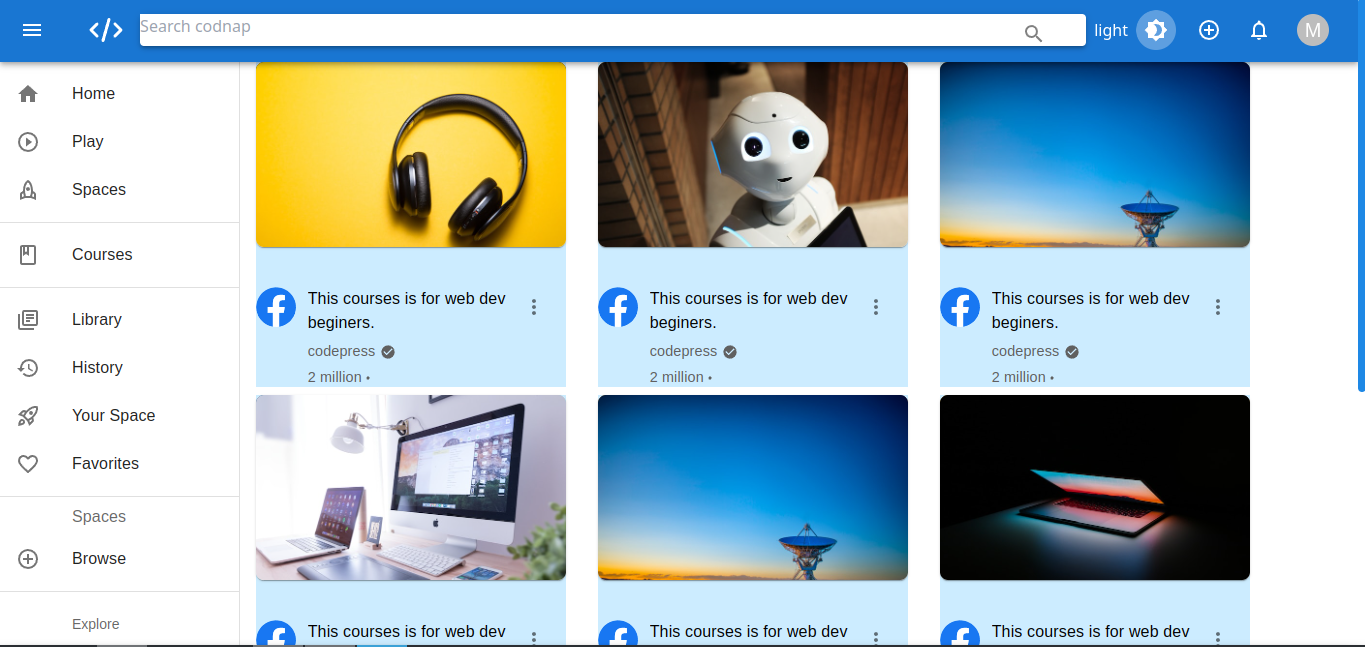 Search codnap
light
M
Home
Play
Spaces
Courses
Library
History
Your Space
Favorites
Spaces
Browse
Explore
This courses is for web dev
beginers.
codepress
2 million •
This courses is for web dev
beginers.
codepress
2 million •
This courses is for web dev
beginers.
codepress
2 million •
This courses is for web dev
This courses is for web dev
This courses is for web dev